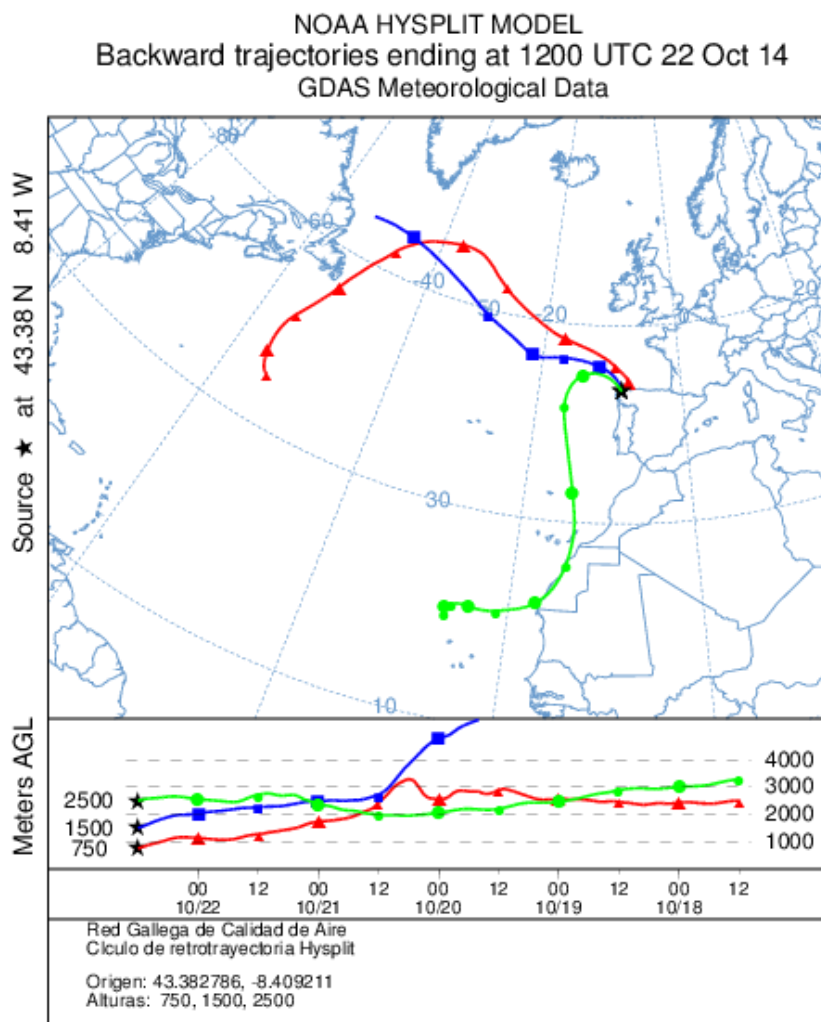 NOAA HYSPLIT MODEL
Backward trajectories ending at 1200 UTC 22 Oct 14
GDAS Meteorological Data
Source ★ at 43.38 N 8.41 W
-80
-60
-40
-20
0
20
30
10
Meters AGL
2500
1500
750
4000
3000
2000
1000
00 12 00 12 00 12 00 12 00 12
10/22 10/21 10/20 10/19 10/18
Red Gallega de Calidad de Aire
Clculo de retrotrayectoria Hysplit
Origen: 43.382786, -8.409211
Alturas: 750, 1500, 2500